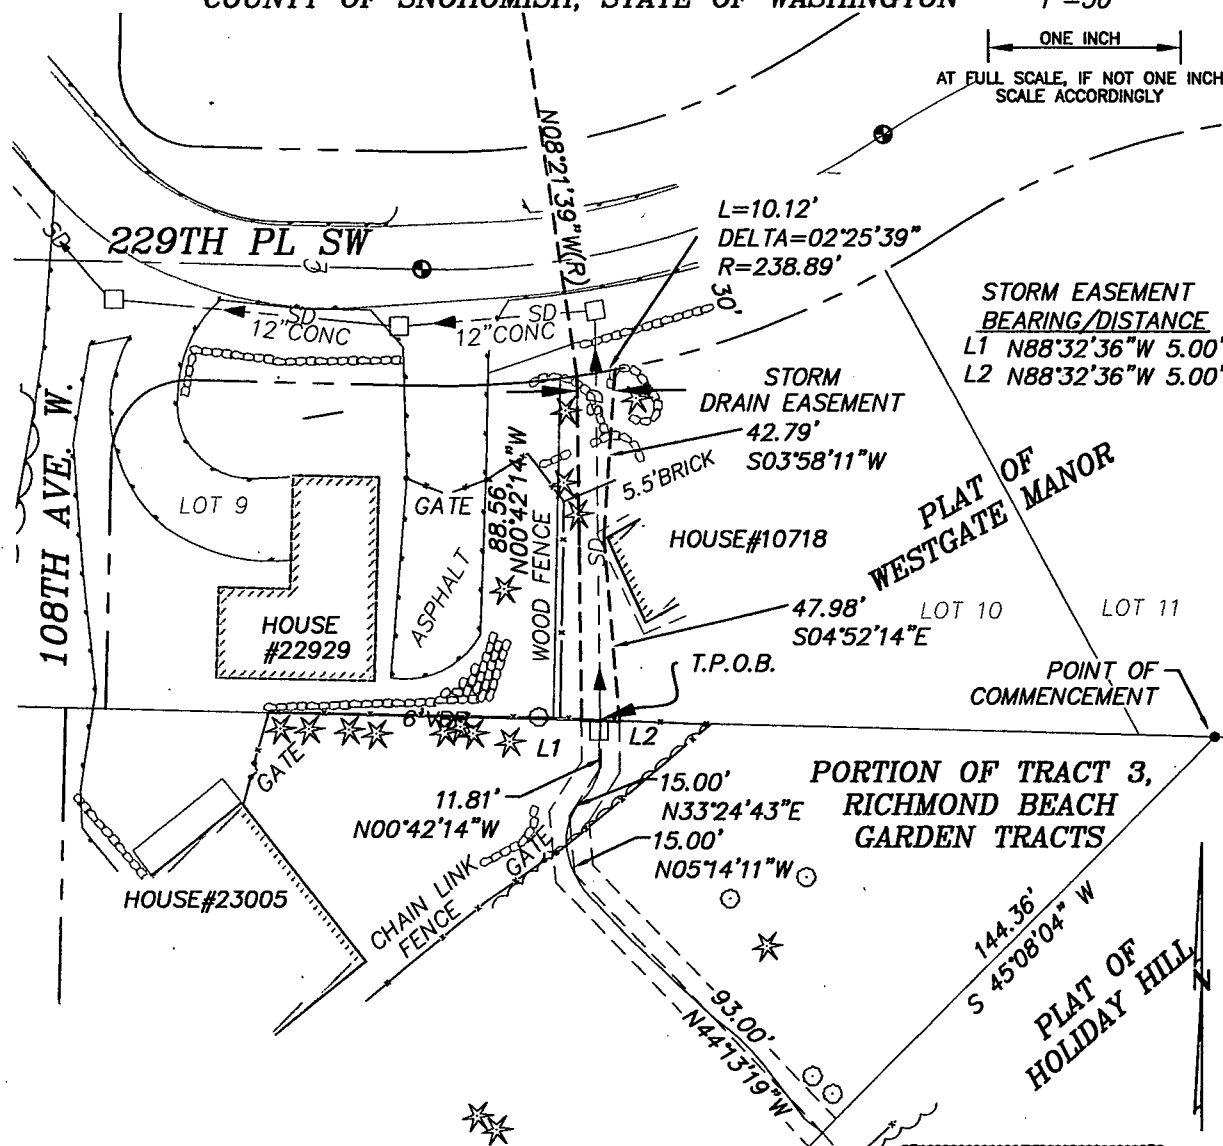 COUNTY OF SNOHOMISH, STATE OF WASHINGTON
1"=30'
ONE INCH
AT FULL SCALE, IF NOT ONE INCH
SCALE ACCORDINGLY
N08°21'39"W(R)
L=10.12'
DELTA=02°25'39"
R=238.89'
229TH PL SW
SD
SD
12"CONC
SD
12"CONC
30'
STORM EASEMENT
BEARING/DISTANCE
L1 N88°32'36"W 5.00'
L2 N88°32'36"W 5.00'
STORM
DRAIN EASEMENT
42.79'
S03°58'11"W
5.5'BRICK
108TH AVE. W.
LOT 9
GATE
88.56'
N00°42'14"W
WOOD FENCE
SD
HOUSE#10718
PLAT OF
WESTGATE MANOR
ASPHALT
HOUSE
#22929
47.98'
S04°52'14"E
LOT 10
LOT 11
T.P.O.B.
POINT OF
COMMENCEMENT
L1
L2
GATE
11.81'
N00°42'14"W
15.00'
N33°24'43"E
15.00'
N05°14'11"W
PORTION OF TRACT 3,
RICHMOND BEACH
GARDEN TRACTS
HOUSE#23005
CHAIN LINK
FENCE
GATE
93.00'
N44°13'19"W
144.36'
S 45°08'04" W
PLAT OF
HOLIDAY HILL
N